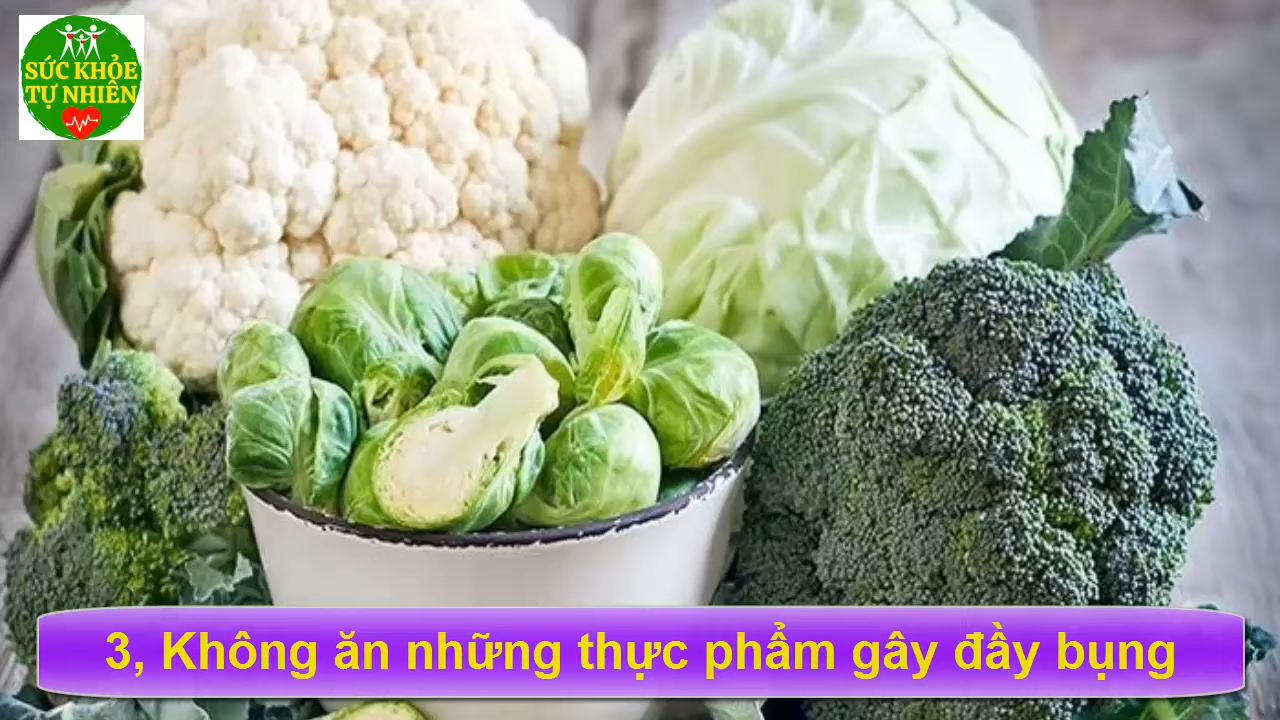 SỨC KHỎE
TỰ NHIÊN
3, Không ăn những thực phẩm gây đầy bụng